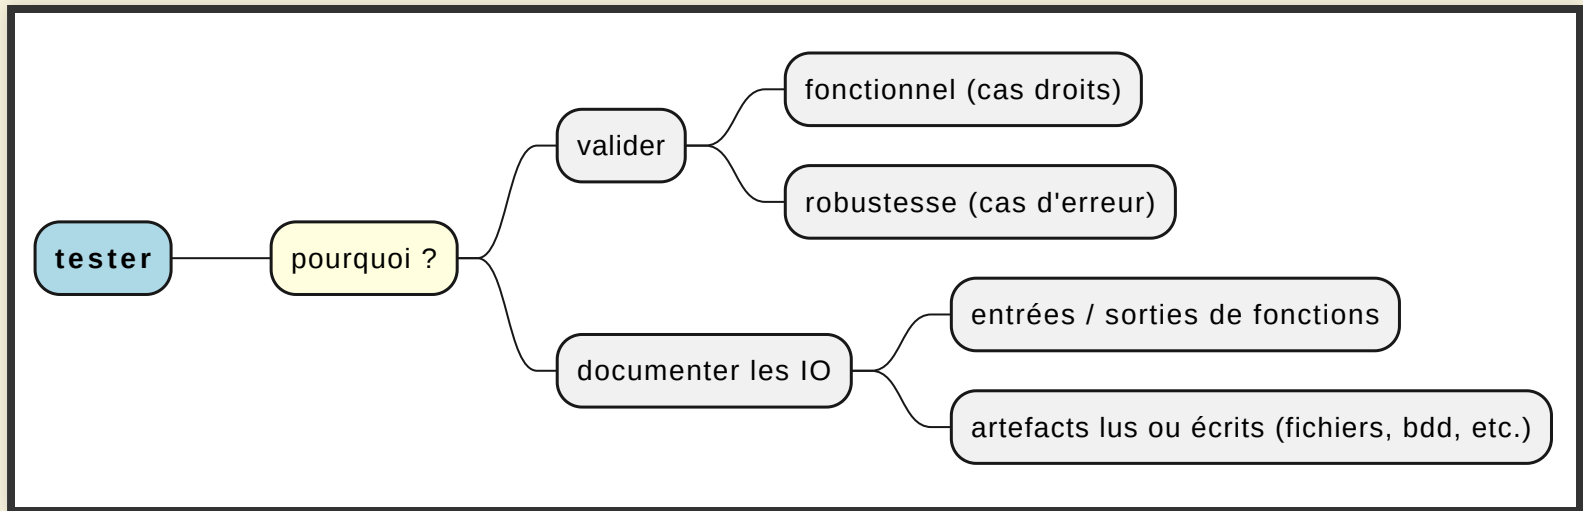 tester
pourquoi ?
valider
fonctionnel (cas droits)
robustesse (cas d'erreur)
documenter les IO
entrées / sorties de fonctions
artefacts lus ou écrits (fichiers, bdd, etc.)